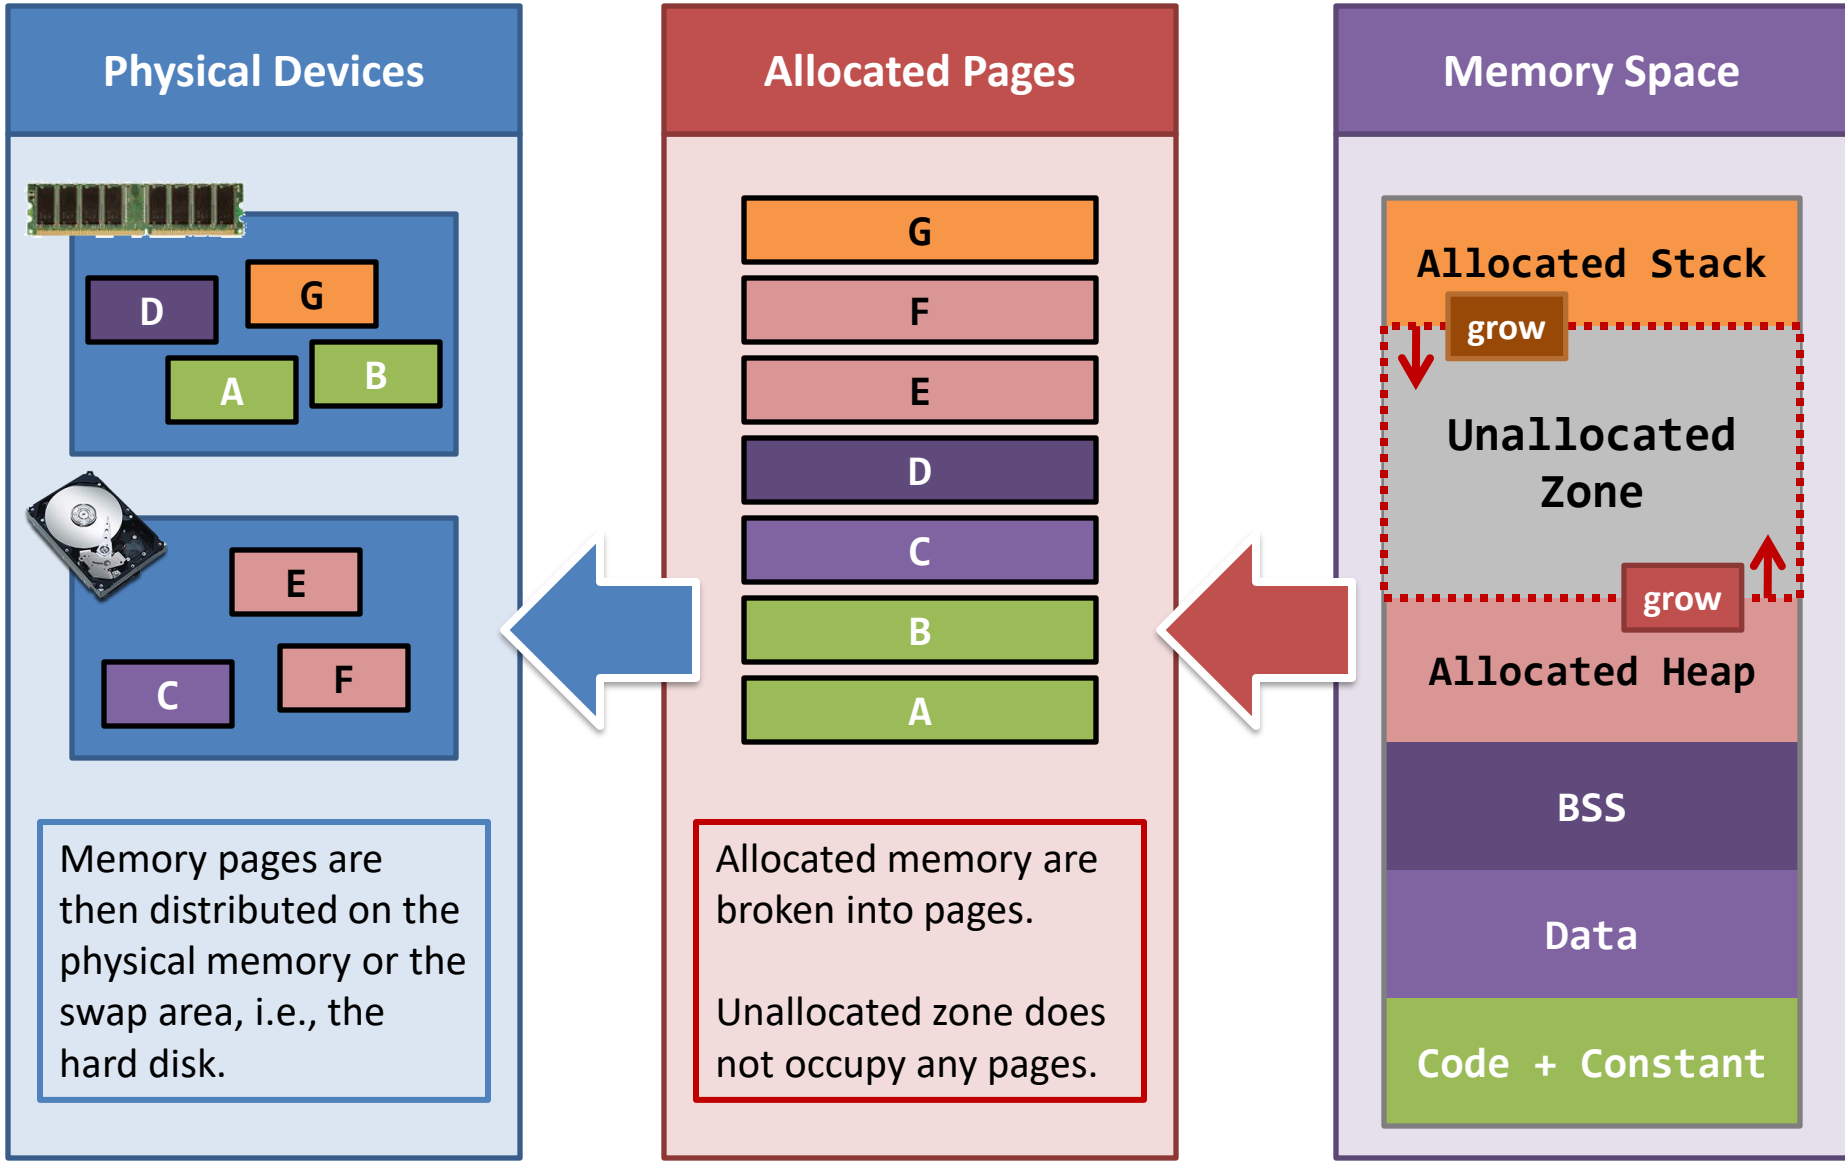 Physical Devices
D
G
A
B
E
C
F
Memory pages are
then distributed on the
physical memory or the
swap area, i.e., the
hard disk.
Allocated Pages
G
F
E
D
C
B
A
Allocated memory are
broken into pages.
Unallocated zone does
not occupy any pages.
Memory Space
Allocated Stack
grow
Unallocated
Zone
grow
Allocated Heap
BSS
Data
Code + Constant